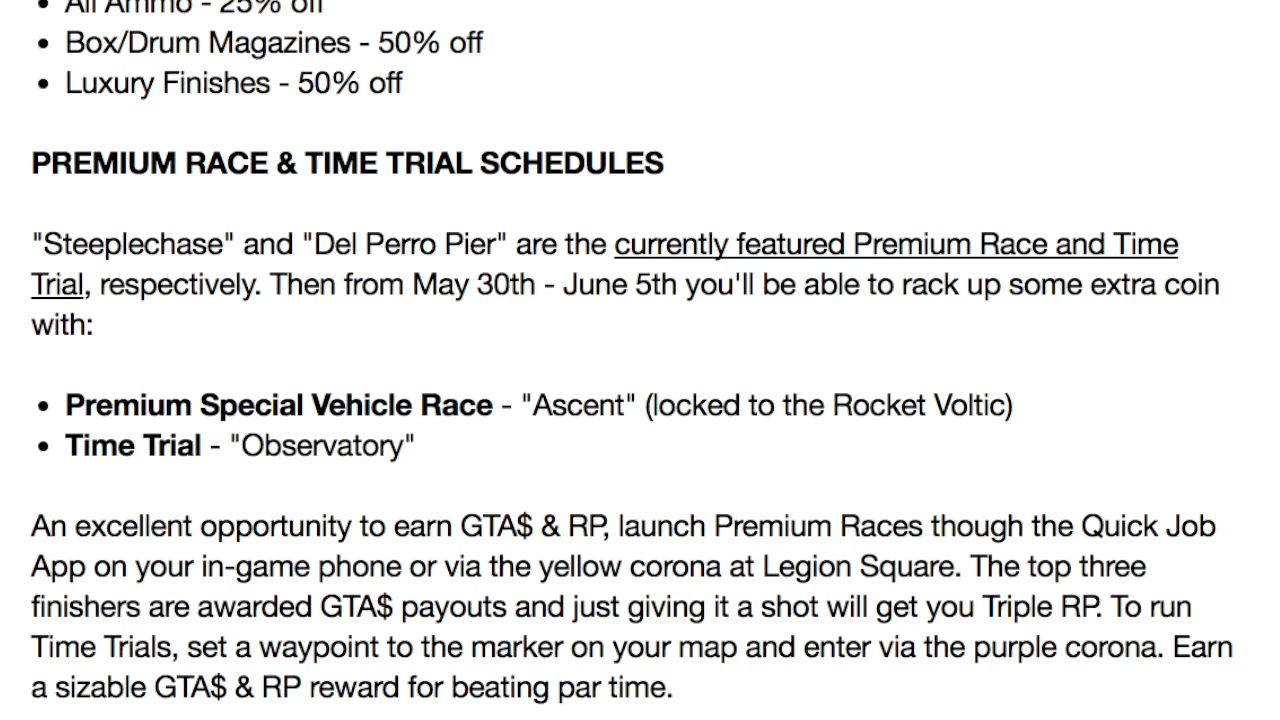 • All Ammo - 25% off
• Box/Drum Magazines - 50% off
• Luxury Finishes - 50% off
PREMIUM RACE & TIME TRIAL SCHEDULES
"Steeplechase" and "Del Perro Pier" are the currently featured Premium Race and Time
Trial, respectively. Then from May 30th - June 5th you'll be able to rack up some extra coin
with:
• Premium Special Vehicle Race - "Ascent" (locked to the Rocket Voltic)
• Time Trial - "Observatory"
An excellent opportunity to earn GTA$ & RP, launch Premium Races though the Quick Job
App on your in-game phone or via the yellow corona at Legion Square. The top three
finishers are awarded GTA$ payouts and just giving it a shot will get you Triple RP. To run
Time Trials, set a waypoint to the marker on your map and enter via the purple corona. Earn
a sizable GTA$ & RP reward for beating par time.